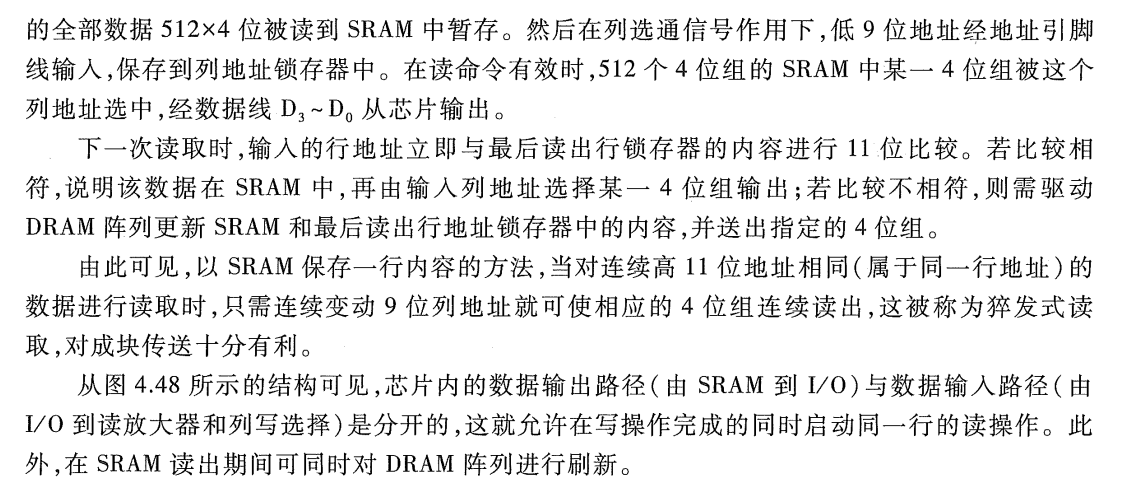 的全部数据 512×4 位被读到 SRAM 中暂存。然后在列选通信号作用下,低 9 位地址经地址引脚
线输入,保存到列地址锁存器中。在读命令有效时,512 个 4 位组的 SRAM 中某一 4 位组被这个
列地址选中,经数据线 D₃~D₀ 从芯片输出。
下一次读取时,输入的行地址立即与最后读出行锁存器的内容进行 11 位比较。若比较相
符,说明该数据在 SRAM 中,再由输入列地址选择某一 4 位组输出;若比较不相符,则需驱动
DRAM 阵列更新 SRAM 和最后读出行地址锁存器中的内容,并送出指定的 4 位组。
由此可见,以 SRAM 保存一行内容的方法,当对连续高 11 位地址相同(属于同一行地址)的
数据进行读取时,只需连续变动 9 位列地址就可使相应的 4 位组连续读出,这被称为猝发式读
取,对成块传送十分有利。
从图 4.48 所示的结构可见,芯片内的数据输出路径(由 SRAM 到 I/O)与数据输入路径(由
I/O 到读放大器和列写选择)是分开的,这就允许在写操作完成的同时启动同一行的读操作。此
外,在 SRAM 读出期间可同时对 DRAM 阵列进行刷新。